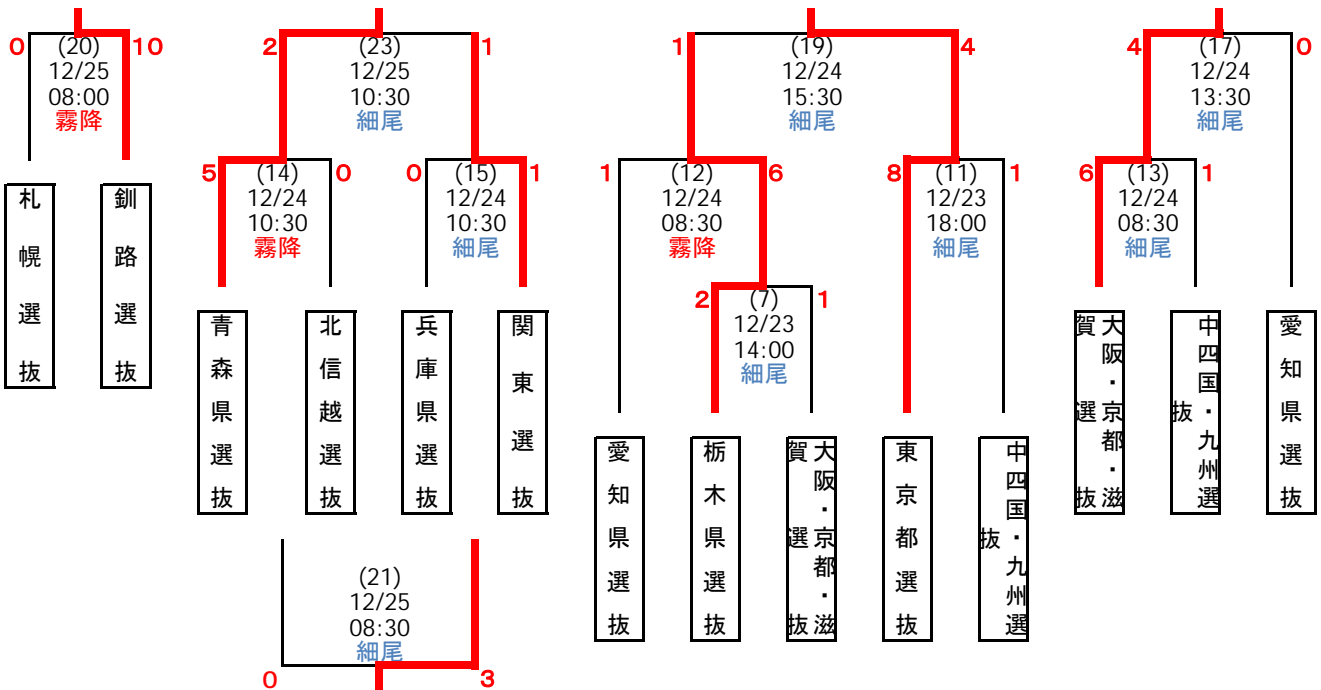 0 (20) 10
12/25
08:00
霧降
札幌選抜
釧路選抜
2 (23) 1
12/25
10:30
細尾
5 (14) 0
12/24
10:30
霧降
0 (15) 1
12/24
10:30
細尾
青森県選抜
北信越選抜
兵庫県選抜
関東選抜
(21)
12/25
08:30
細尾
0 3
1 (19) 4
12/24
15:30
細尾
1 (12) 6
12/24
08:30
霧降
8 (11) 1
12/23
18:00
細尾
2 (7) 1
12/23
14:00
細尾
愛知県選抜
栃木県選抜
大阪・京都・滋
賀選抜
東京都選抜
中四国・九州選
抜
4 (17) 0
12/24
13:30
細尾
6 (13) 1
12/24
08:30
細尾
大阪・京都・滋
賀選抜
中四国・九州選
抜
愛知県選抜